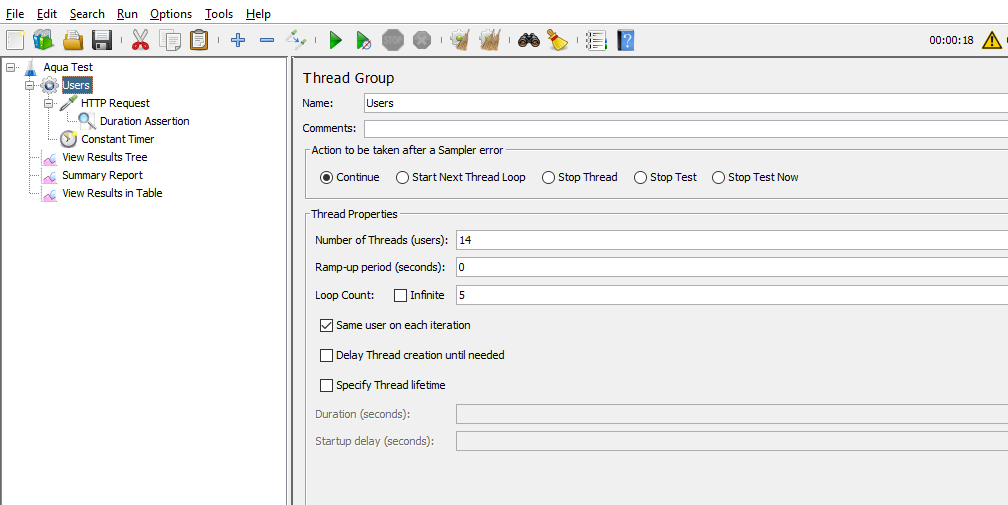 File Edit Search Run Options Tools Help
STOP
00:00:18
Aqua Test
Users
HTTP Request
Duration Assertion
Constant Timer
View Results Tree
Summary Report
View Results in Table
Thread Group
Name: Users
Comments:
Action to be taken after a Sampler error
Continue Start Next Thread Loop Stop Thread Stop Test Stop Test Now
Thread Properties
Number of Threads (users): 14
Ramp-up period (seconds): 0
Loop Count: Infinite 5
Same user on each iteration
Delay Thread creation until needed
Specify Thread lifetime
Duration (seconds):
Startup delay (seconds):